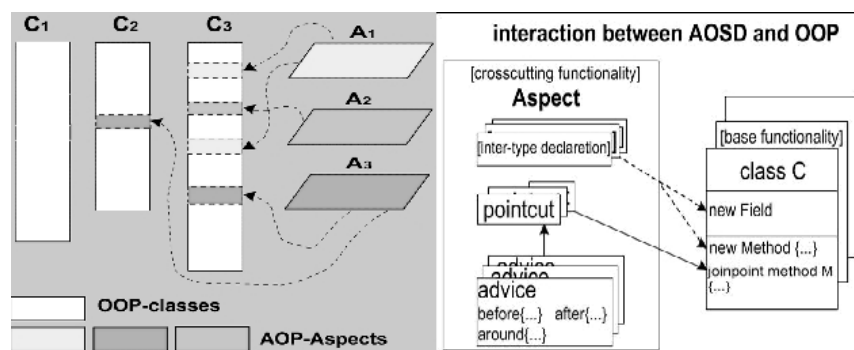 C1
C2
C3
A1
A2
A3
OOP-classes
AOP-Aspects
interaction between AOSD and OOP
[crosscutting functionality]
Aspect
[inter-type declaration]
pointcut
advice
advice
advice
before{...} after{...}
around{...}
[base functionality]
class C
new Field
new Method {...}
joinpoint method M
{...}